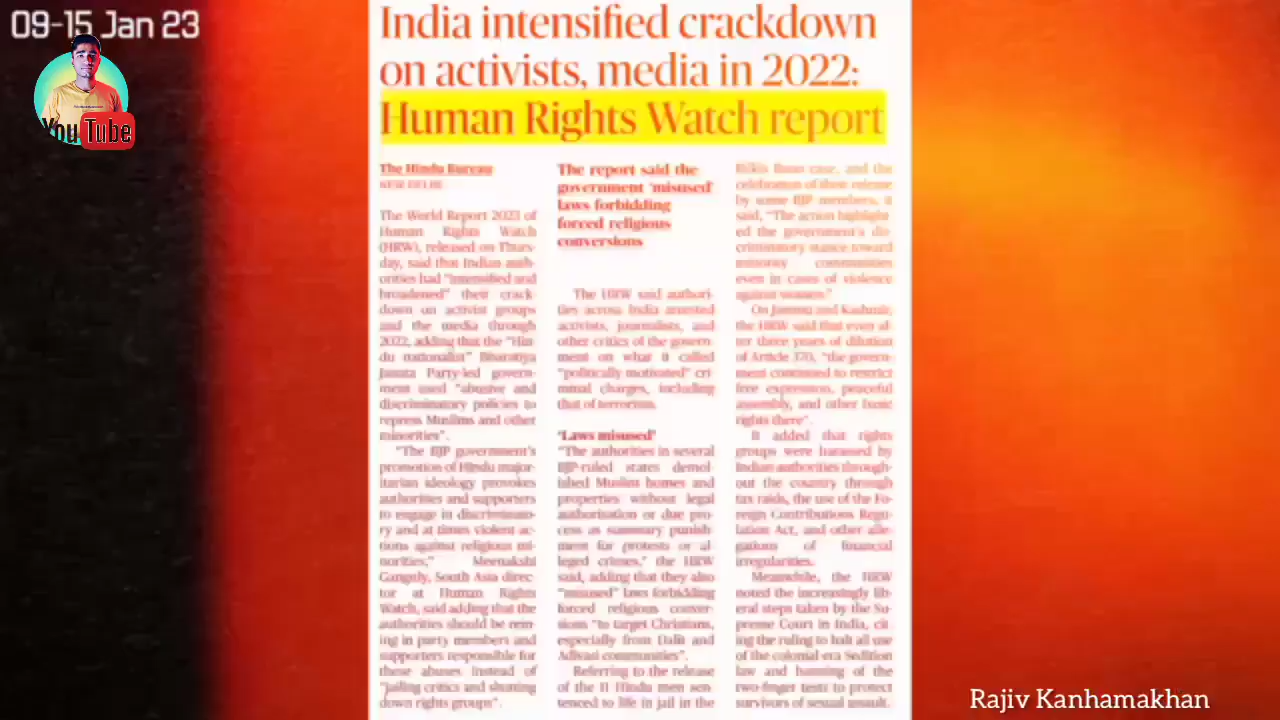 09-15 Jan 23
You Tube
India intensified crackdown
on activists, media in 2022:
Human Rights Watch report
The Hindu Bureau
NEW DELHI
The World Report 2023 of
Human Rights Watch
(HRW), released on Thurs-
day, said that Indian auth-
orities had "intensified and
broadened" their crack-
down on activist groups
and the media through
2022, adding that the "Hin-
du nationalist" Bharatiya
Janata Party-led govern-
ment used "abusive and
discriminatory policies to
repress Muslims and other
minorities".
"The BJP government's
promotion of Hindu major-
itarian ideology provokes
authorities and supporters
to engage in discriminato-
ry and at times violent ac-
tions against religious mi-
norities," Meenakshi
Ganguly, South Asia direc-
tor at Human Rights
Watch, said adding that the
authorities should be rein-
ing in party members and
supporters responsible for
these abuses instead of
"jailing critics and shutting
down rights groups".
The report said the
government 'misused'
laws forbidding
forced religious
conversions
The HRW said authori-
ties across India arrested
activists, journalists, and
other critics of the govern-
ment on what it called
"politically motivated" cri-
minal charges, including
that of terrorism.
'Laws misused'
"The authorities in several
BJP-ruled states demol-
ished Muslim homes and
properties without legal
authorisation or due pro-
cess as summary punish-
ment for protests or al-
leged crimes," the HRW
said, adding that they also
"misused" laws forbidding
forced religious conver-
sions "to target Christians,
especially from Dalit and
Adivasi communities".
Referring to the release
of the 11 Hindu men sen-
tenced to life in jail in the
Bilkis Bano case, and the
celebration of their release
by some BJP members, it
said, "The action highlight-
ed the government's dis-
criminatory stance toward
minority communities
even in cases of violence
against women."
On Jammu and Kashmir,
the HRW said that even af-
ter three years of dilution
of Article 370, "the govern-
ment continued to restrict
free expression, peaceful
assembly, and other basic
rights there".
It added that rights
groups were harassed by
Indian authorities through-
out the country through
tax raids, the use of the Fo-
reign Contributions Regu-
lation Act, and other alle-
gations of financial
irregularities.
Meanwhile, the HRW
noted the increasingly lib-
eral steps taken by the Su-
preme Court in India, cit-
ing the ruling to halt all use
of the colonial-era Sedition
law and banning of the
two-finger tests to protect
survivors of sexual assault.
Rajiv Kanhamakhan